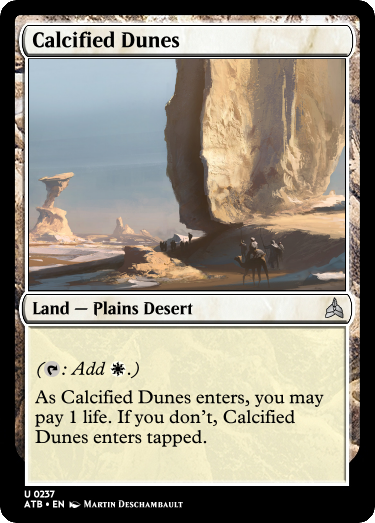 Calcified Dunes
Land — Plains Desert
(: Add .)
As Calcified Dunes enters, you may
pay 1 life. If you don't, Calcified
Dunes enters tapped.
U 0237
ATB • EN Martin Deschambault